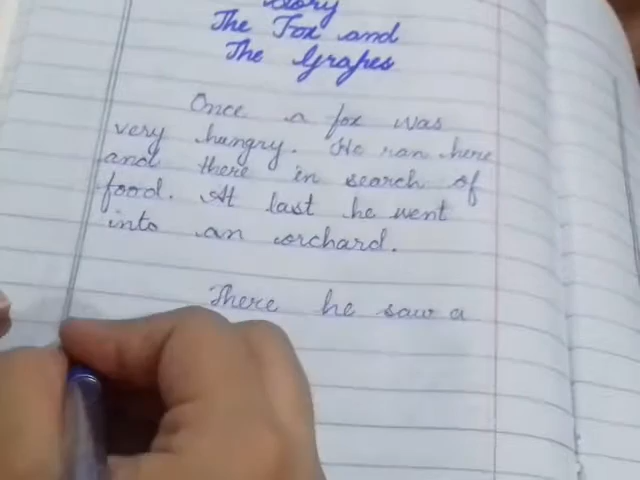 Story
The Fox and
The Grapes
Once a fox was
very hungry. He ran here
and there in search of
food. At last he went
into an orchard.
There he saw a